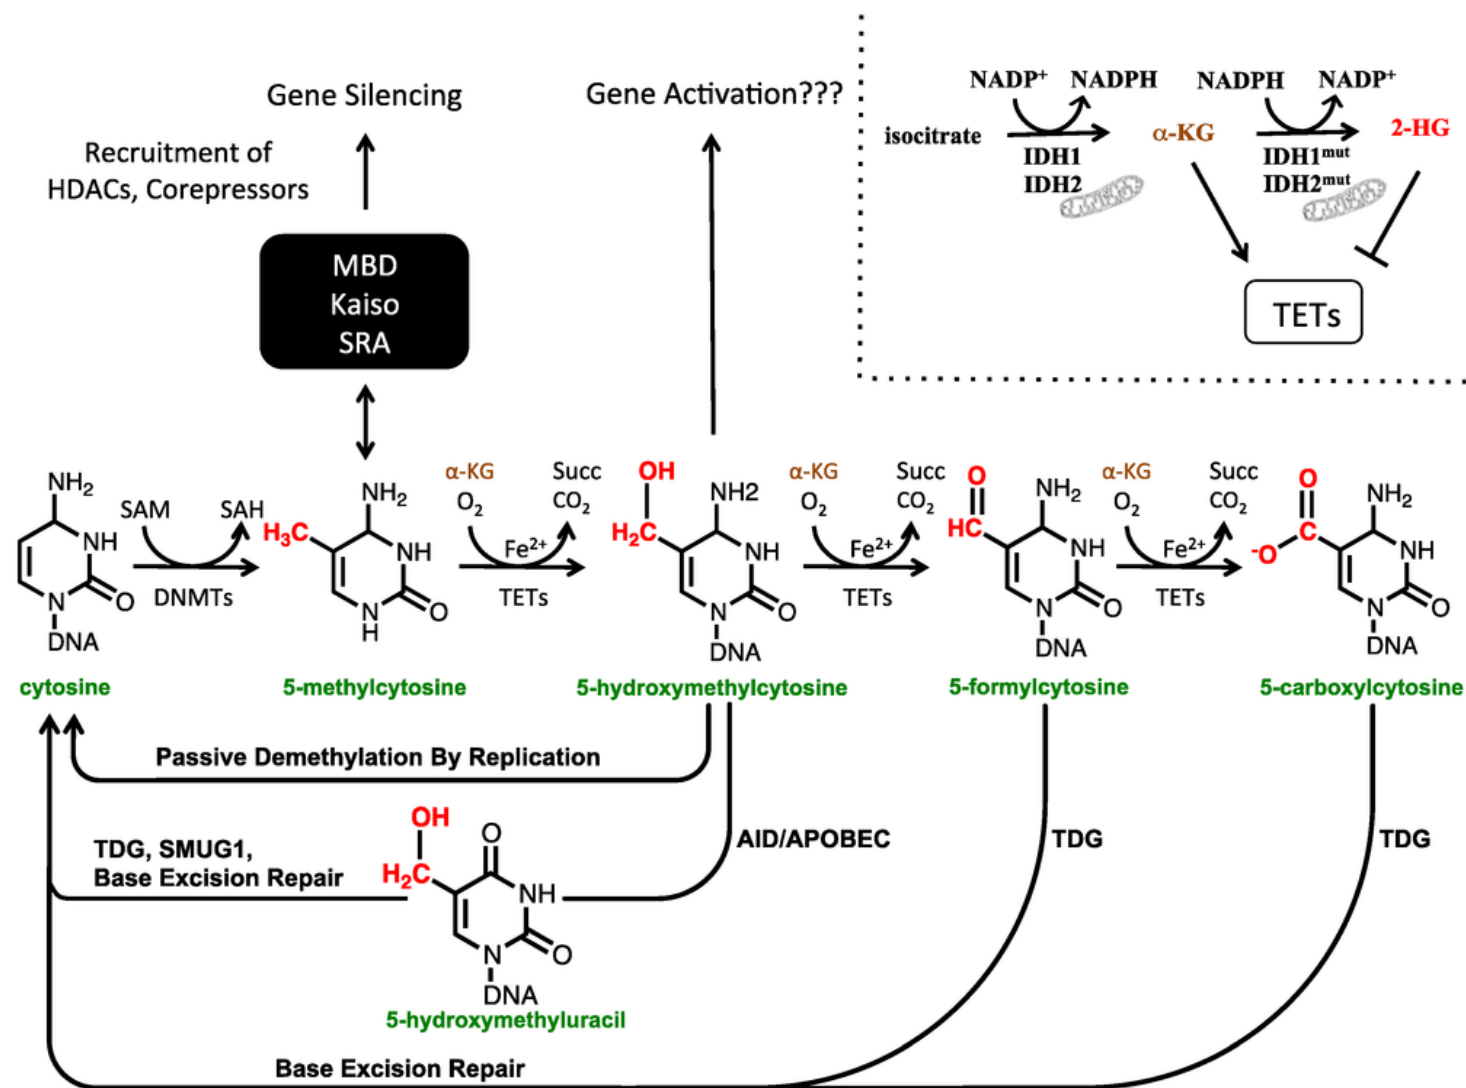 Gene Silencing
Gene Activation???
Recruitment of
HDACs, Corepressors
MBD
Kaiso
SRA
NADP⁺ NADPH NADPH NADP⁺
isocitrate α-KG 2-HG
IDH1 IDH1ᵐᵘᵗ
IDH2 IDH2ᵐᵘᵗ
TETs
NH₂
NH
N
O
DNA
cytosine
SAM SAH
DNMTs
H₃C
NH₂
NH
N
H
O
5-methylcytosine
α-KG Succ
O₂ CO₂
Fe²⁺
TETs
OH
H₂C
NH2
NH
N
O
DNA
5-hydroxymethylcytosine
α-KG Succ
O₂ CO₂
Fe²⁺
TETs
O
HC
NH₂
NH
N
O
DNA
5-formylcytosine
α-KG Succ
O₂ CO₂
Fe²⁺
TETs
O
C
-O
NH₂
NH
N
O
DNA
5-carboxylcytosine
Passive Demethylation By Replication
TDG, SMUG1,
Base Excision Repair
OH
H₂C
O
NH
N
O
DNA
5-hydroxymethyluracil
AID/APOBEC
TDG
TDG
Base Excision Repair